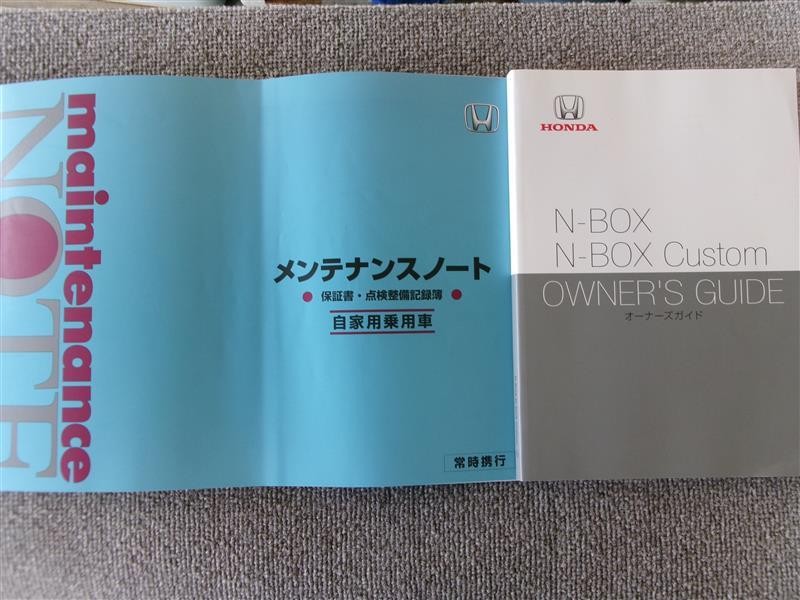 maintenance
NOTE
メンテナンスノート
● 保証書・点検整備記録簿 ●
自家用乗用車
常時携行
HONDA
N-BOX
N-BOX Custom
OWNER'S GUIDE
オーナーズガイド